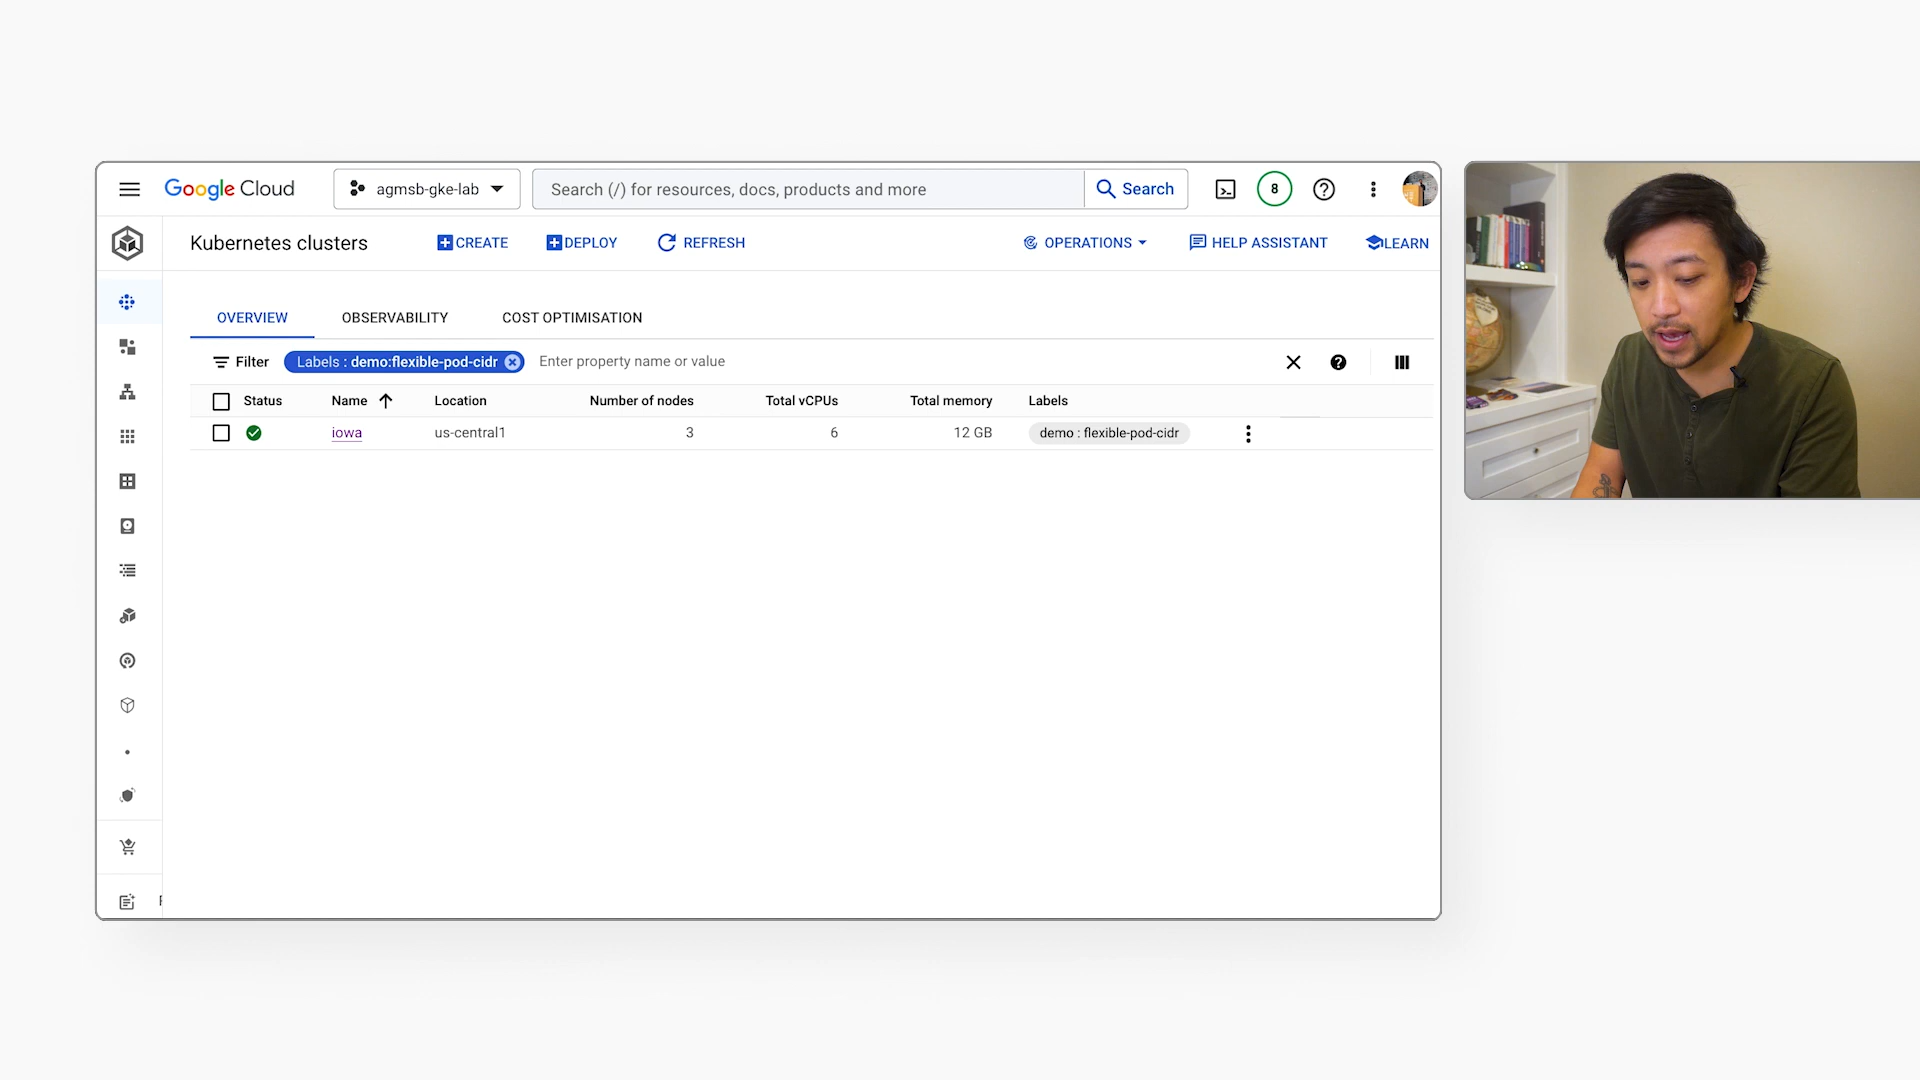 Google Cloud
agmsb-gke-lab
Search (/) for resources, docs, products and more
Search
8
Kubernetes clusters
CREATE
DEPLOY
REFRESH
OPERATIONS
HELP ASSISTANT
LEARN
OVERVIEW
OBSERVABILITY
COST OPTIMISATION
Filter
Labels : demo:flexible-pod-cidr
Enter property name or value
Status
Name
Location
Number of nodes
Total vCPUs
Total memory
Labels
iowa
us-central1
3
6
12 GB
demo : flexible-pod-cidr